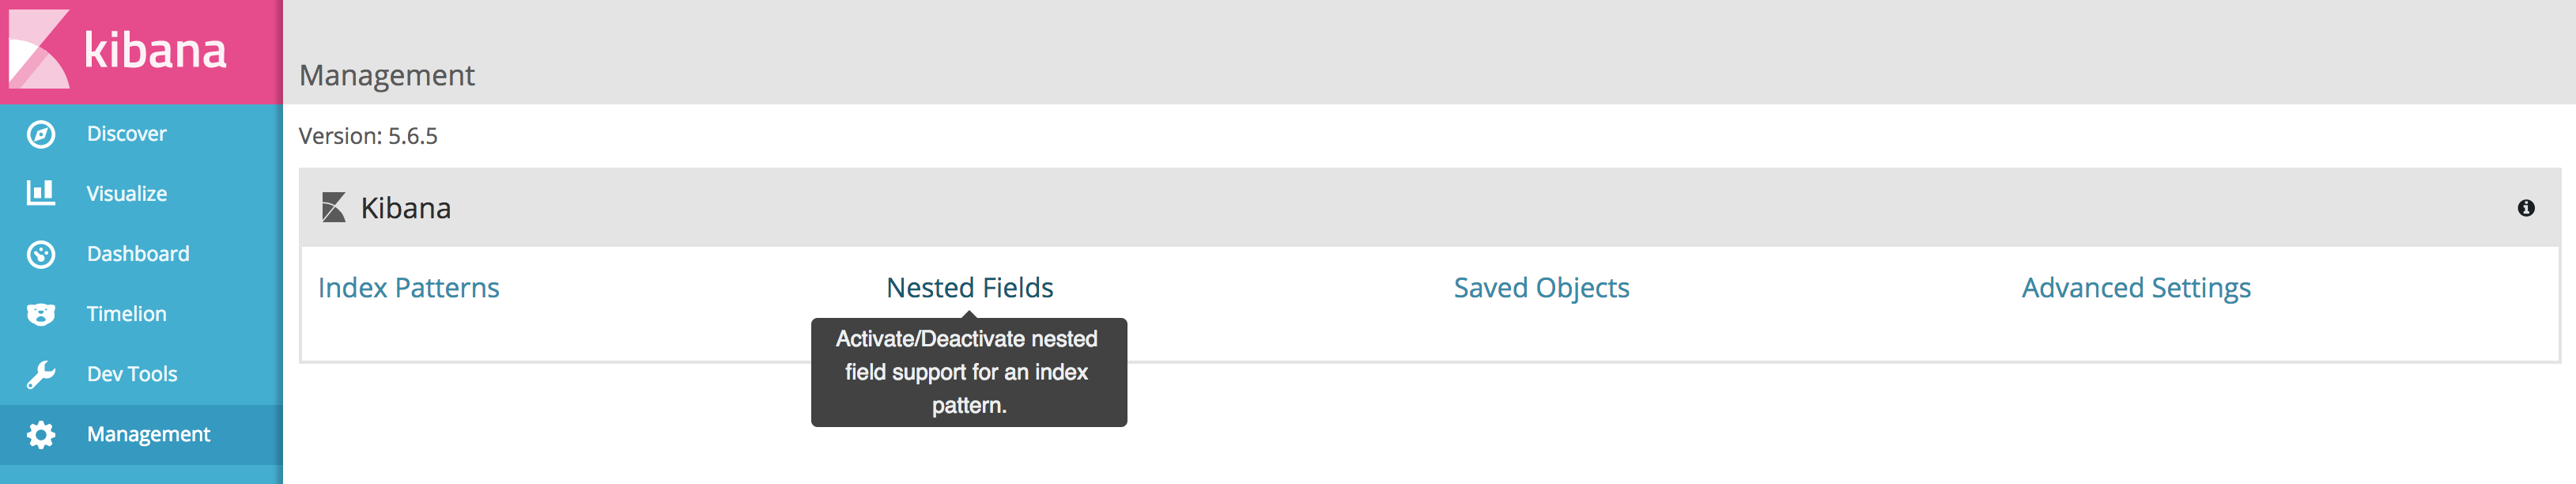 kibana
Discover
Visualize
Dashboard
Timelion
Dev Tools
Management
Management
Version: 5.6.5
Kibana
Index Patterns
Nested Fields
Saved Objects
Advanced Settings
Activate/Deactivate nested
field support for an index
pattern.